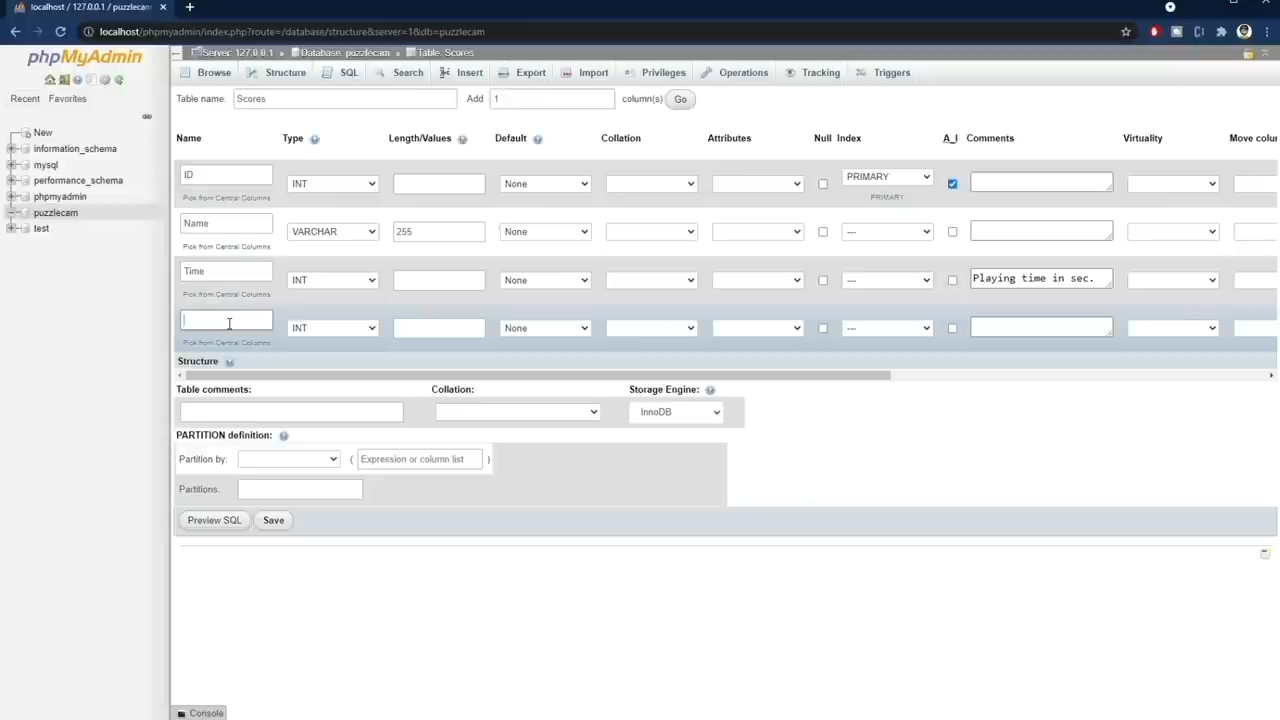 localhost / 127.0.0.1 / puzzlecam
localhost/phpmyadmin/index.php?route=/database/structure&server=1&db=puzzlecam
phpMyAdmin
Recent Favorites
New
information_schema
mysql
performance_schema
phpmyadmin
puzzlecam
test
Server: 127.0.0.1 » Database: puzzlecam » Table: Scores
Browse Structure SQL Search Insert Export Import Privileges Operations Tracking Triggers
Table name: Scores Add 1 column(s) Go
Name Type Length/Values Default Collation Attributes Null Index A_I Comments Virtuality Move colu
ID INT None PRIMARY
Pick from Central Columns PRIMARY
Name VARCHAR 255 None ---
Pick from Central Columns
Time INT None --- Playing time in sec.
Pick from Central Columns
INT None ---
Pick from Central Columns
Structure
Table comments: Collation: Storage Engine:
InnoDB
PARTITION definition:
Partition by: ( Expression or column list )
Partitions:
Preview SQL Save
Console